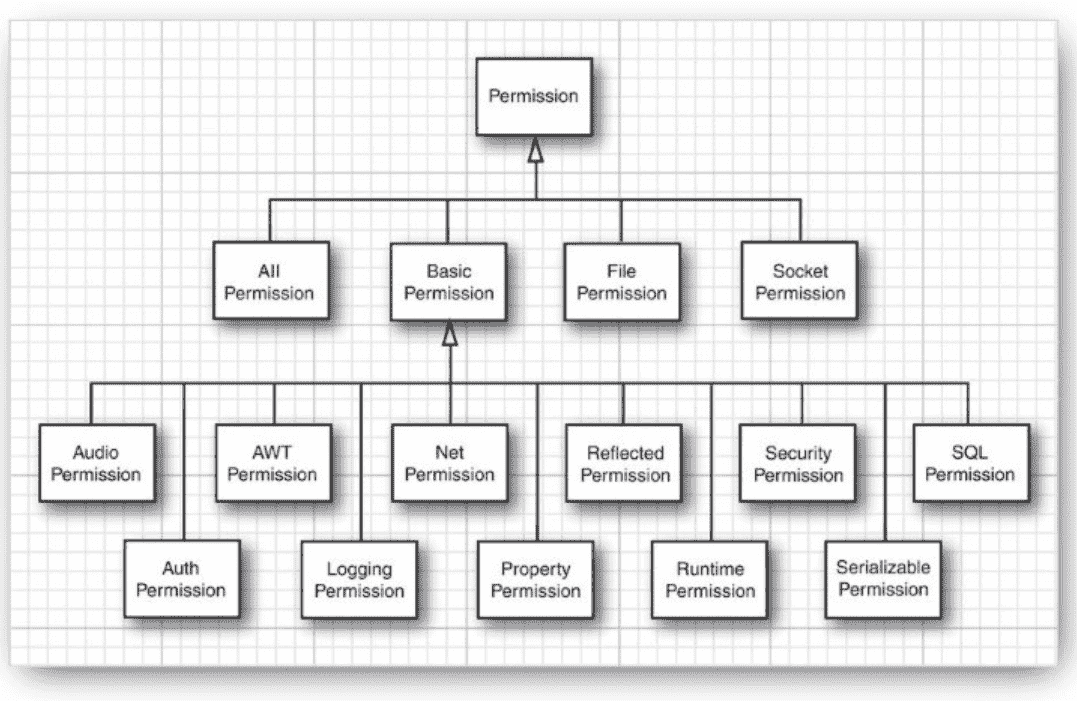 Permission
All
Permission
Basic
Permission
File
Permission
Socket
Permission
Audio
Permission
AWT
Permission
Net
Permission
Reflected
Permission
Security
Permission
SQL
Permission
Auth
Permission
Logging
Permission
Property
Permission
Runtime
Permission
Serializable
Permission